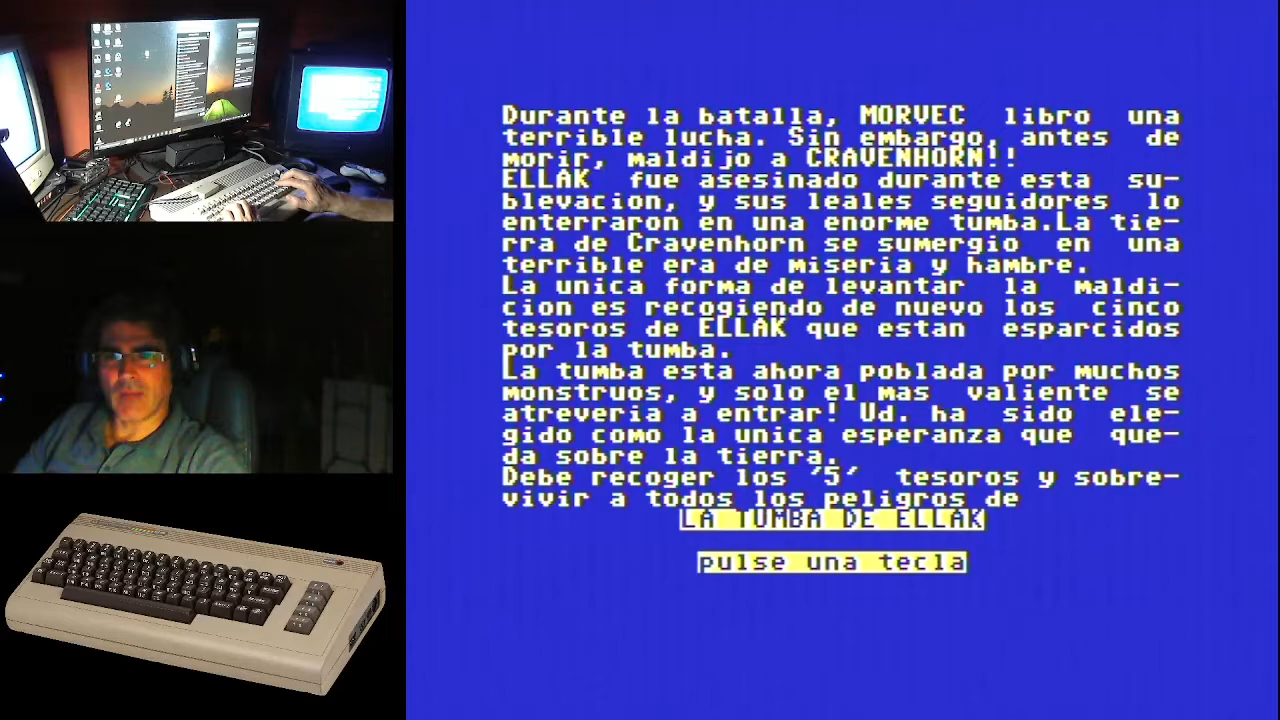 Durante la batalla, MORVEC libro una
terrible lucha. Sin embargo, antes de
morir, maldijo a CRAVENHORN!!
ELLAK fue asesinado durante esta su-
blevacion, y sus leales seguidores lo
enterraron en una enorme tumba.La tie-
rra de Cravenhorn se sumergio en una
terrible era de miseria y hambre.
La unica forma de levantar la maldi-
cion es recogiendo de nuevo los cinco
tesoros de ELLAK que estan esparcidos
por la tumba.
La tumba esta ahora poblada por muchos
monstruos, y solo el mas valiente se
atreveria a entrar! Ud. ha sido ele-
gido como la unica esperanza que que-
da sobre la tierra.
Debe recoger los '5' tesoros y sobre-
vivir a todos los peligros de
LA TUMBA DE ELLAK
pulse una tecla